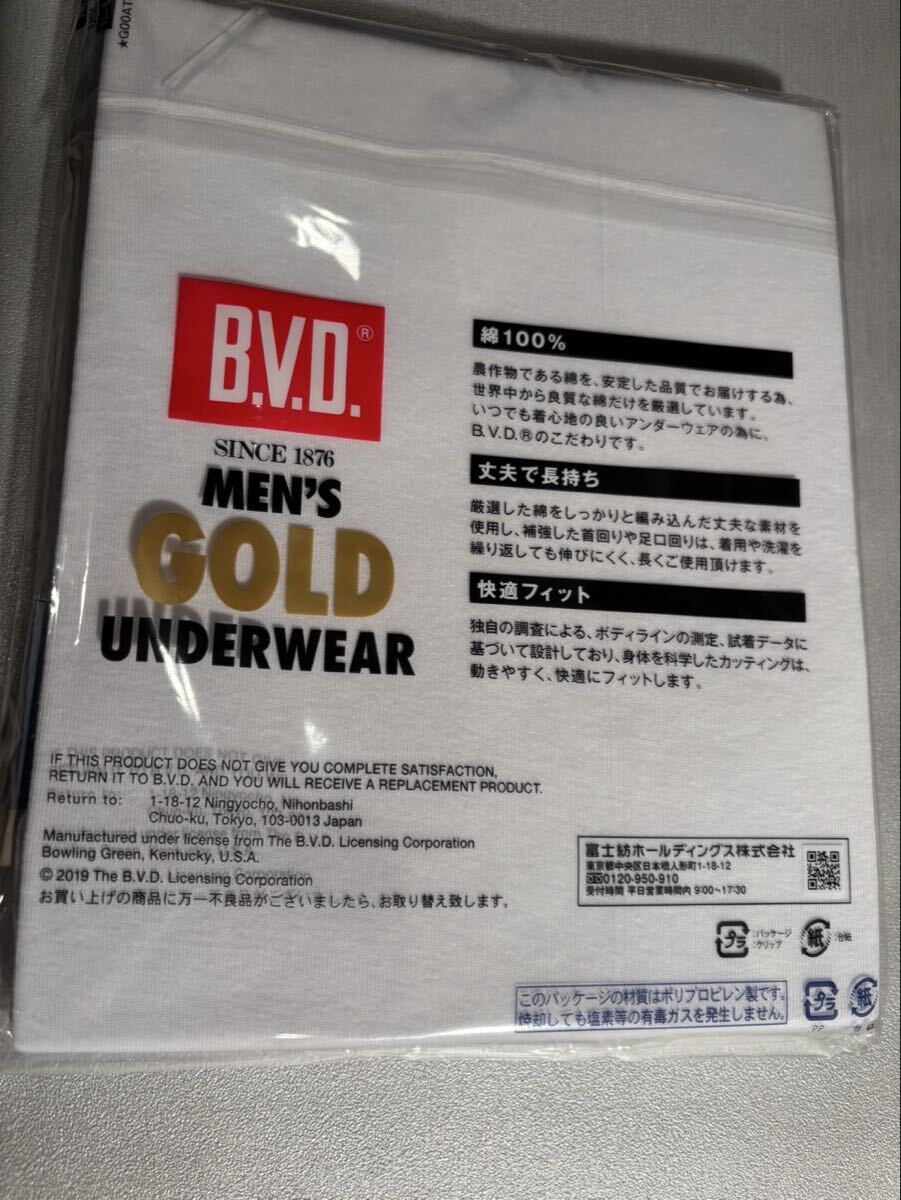 ★G00AT
B.V.D.®
SINCE 1876
MEN'S
GOLD
UNDERWEAR
綿100%
農作物である綿を、安定した品質でお届けする為、
世界中から良質な綿だけを厳選しています。
いつでも着心地の良いアンダーウェアの為に。
B.V.D.®のこだわりです。
丈夫で長持ち
厳選した綿をしっかりと編み込んだ丈夫な素材を
使用し、補強した首回りや足口回りは、着用や洗濯を
繰り返しても伸びにくく、長くご使用頂けます。
快適フィット
独自の調査による、ボディラインの測定、試着データに
基づいて設計しており、身体を科学したカッティングは、
動きやすく、快適にフィットします。
IF THIS PRODUCT DOES NOT GIVE YOU COMPLETE SATISFACTION,
RETURN IT TO B.V.D. AND YOU WILL RECEIVE A REPLACEMENT PRODUCT.
Return to: 1-18-12 Ningyocho, Nihonbashi
Chuo-ku, Tokyo, 103-0013 Japan
Manufactured under license from The B.V.D. Licensing Corporation
Bowling Green, Kentucky, U.S.A.
© 2019 The B.V.D. Licensing Corporation
お買い上げの商品に万一不良品がございましたら、お取り替え致します。
富士紡ホールディングス株式会社
東京都中央区日本橋人形町1-18-12
0120-950-910
受付時間 平日営業時間内 9:00〜17:30
プラ :パッケージ 紙 :台紙
:クリップ
このパッケージの材質はポリプロピレン製です。
焼却しても塩素等の有毒ガスを発生しません。
プラ 紙
PP 台紙